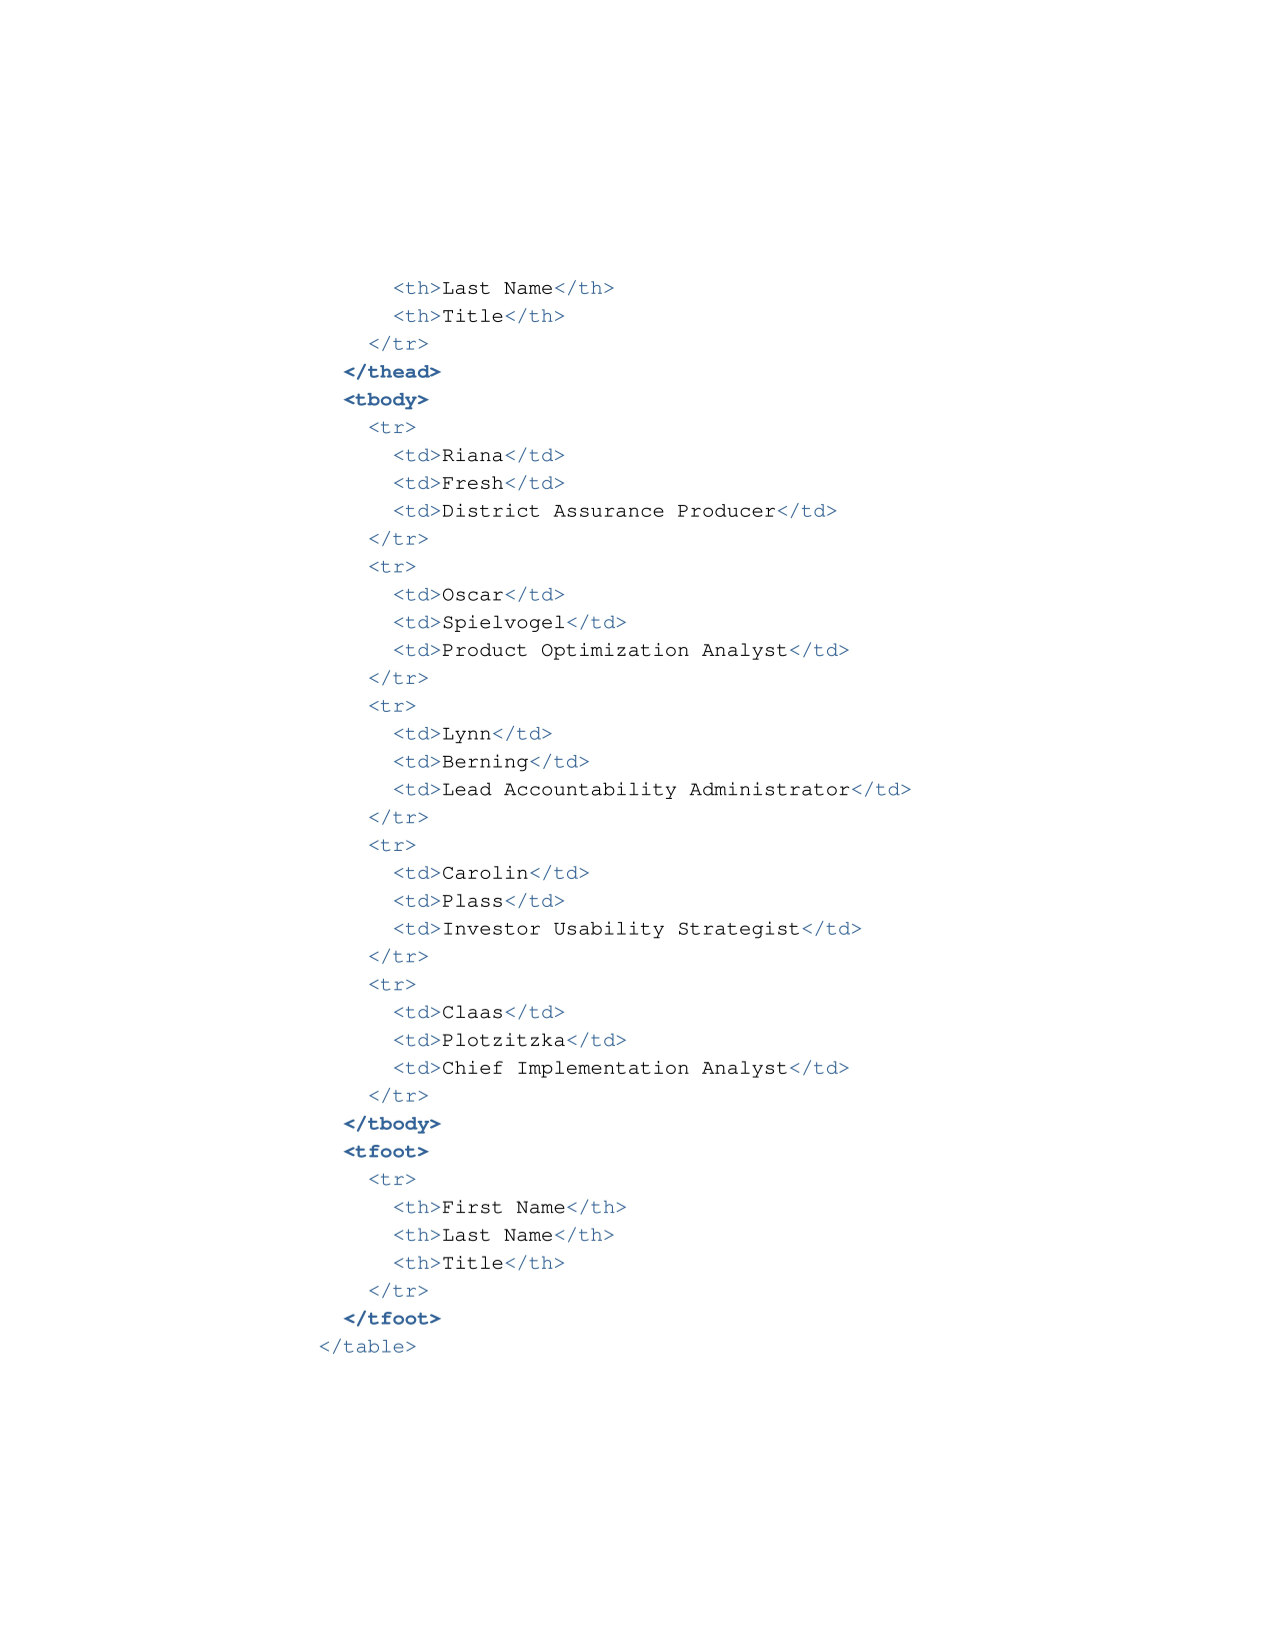 <th>Last Name</th>
      <th>Title</th>
    </tr>
  </thead>
  <tbody>
    <tr>
      <td>Riana</td>
      <td>Fresh</td>
      <td>District Assurance Producer</td>
    </tr>
    <tr>
      <td>Oscar</td>
      <td>Spielvogel</td>
      <td>Product Optimization Analyst</td>
    </tr>
    <tr>
      <td>Lynn</td>
      <td>Berning</td>
      <td>Lead Accountability Administrator</td>
    </tr>
    <tr>
      <td>Carolin</td>
      <td>Plass</td>
      <td>Investor Usability Strategist</td>
    </tr>
    <tr>
      <td>Claas</td>
      <td>Plotzitzka</td>
      <td>Chief Implementation Analyst</td>
    </tr>
  </tbody>
  <tfoot>
    <tr>
      <th>First Name</th>
      <th>Last Name</th>
      <th>Title</th>
    </tr>
  </tfoot>
</table>